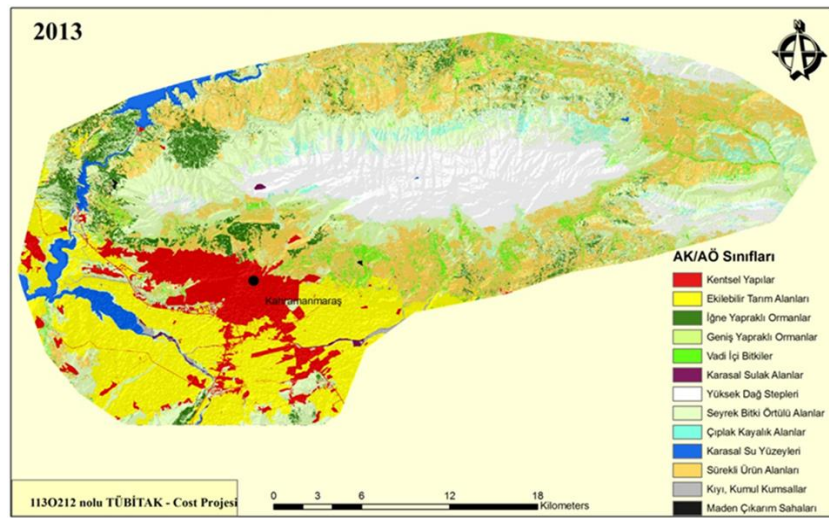 2013
N
Kahramanmaraş
AK/AÖ Sınıfları
Kentsel Yapılar
Ekilebilir Tarım Alanları
İğne Yapraklı Ormanlar
Geniş Yapraklı Ormanlar
Vadi İçi Bitkiler
Karasal Sulak Alanlar
Yüksek Dağ Stepleri
Seyrek Bitki Örtülü Alanlar
Çıplak Kayalık Alanlar
Karasal Su Yüzeyleri
Sürekli Ürün Alanları
Kıyı, Kumul Kumsallar
Maden Çıkarım Sahaları
113O212 nolu TÜBİTAK - Cost Projesi
0 3 6 12 18
Kilometers